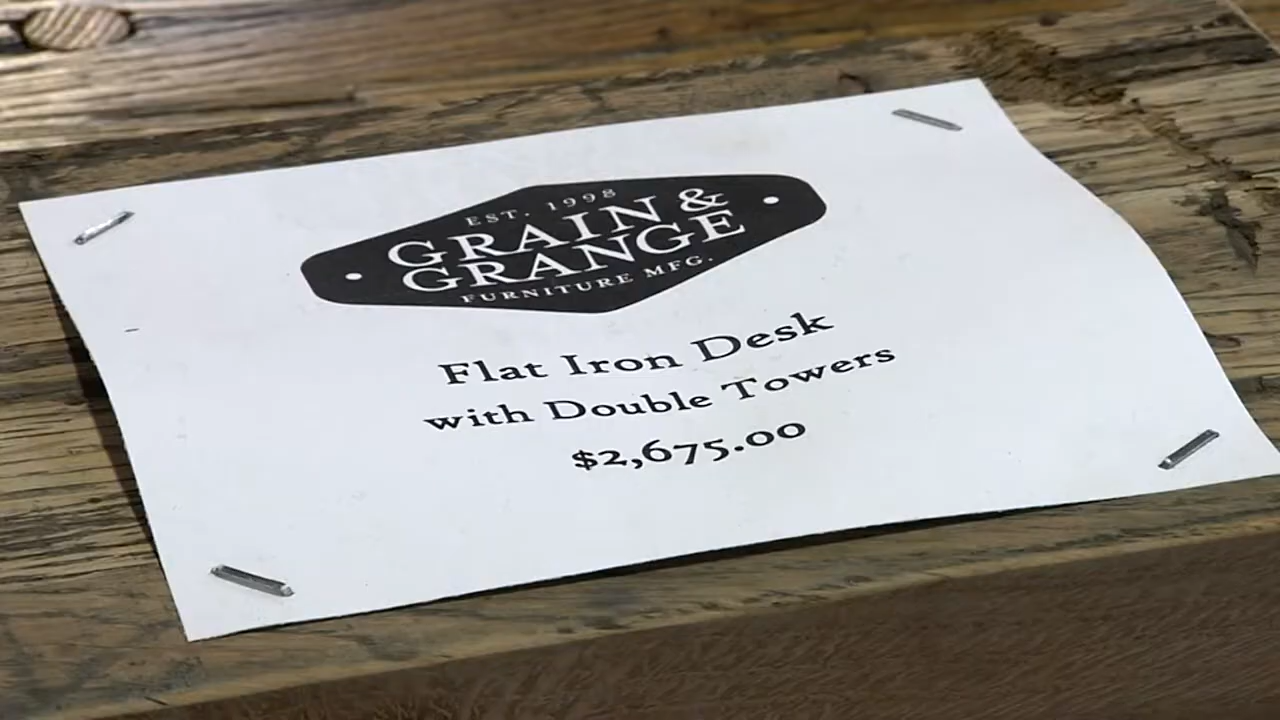 EST. 1998
GRAIN &
GRANGE
FURNITURE MFG.
Flat Iron Desk
with Double Towers
$2,675.00